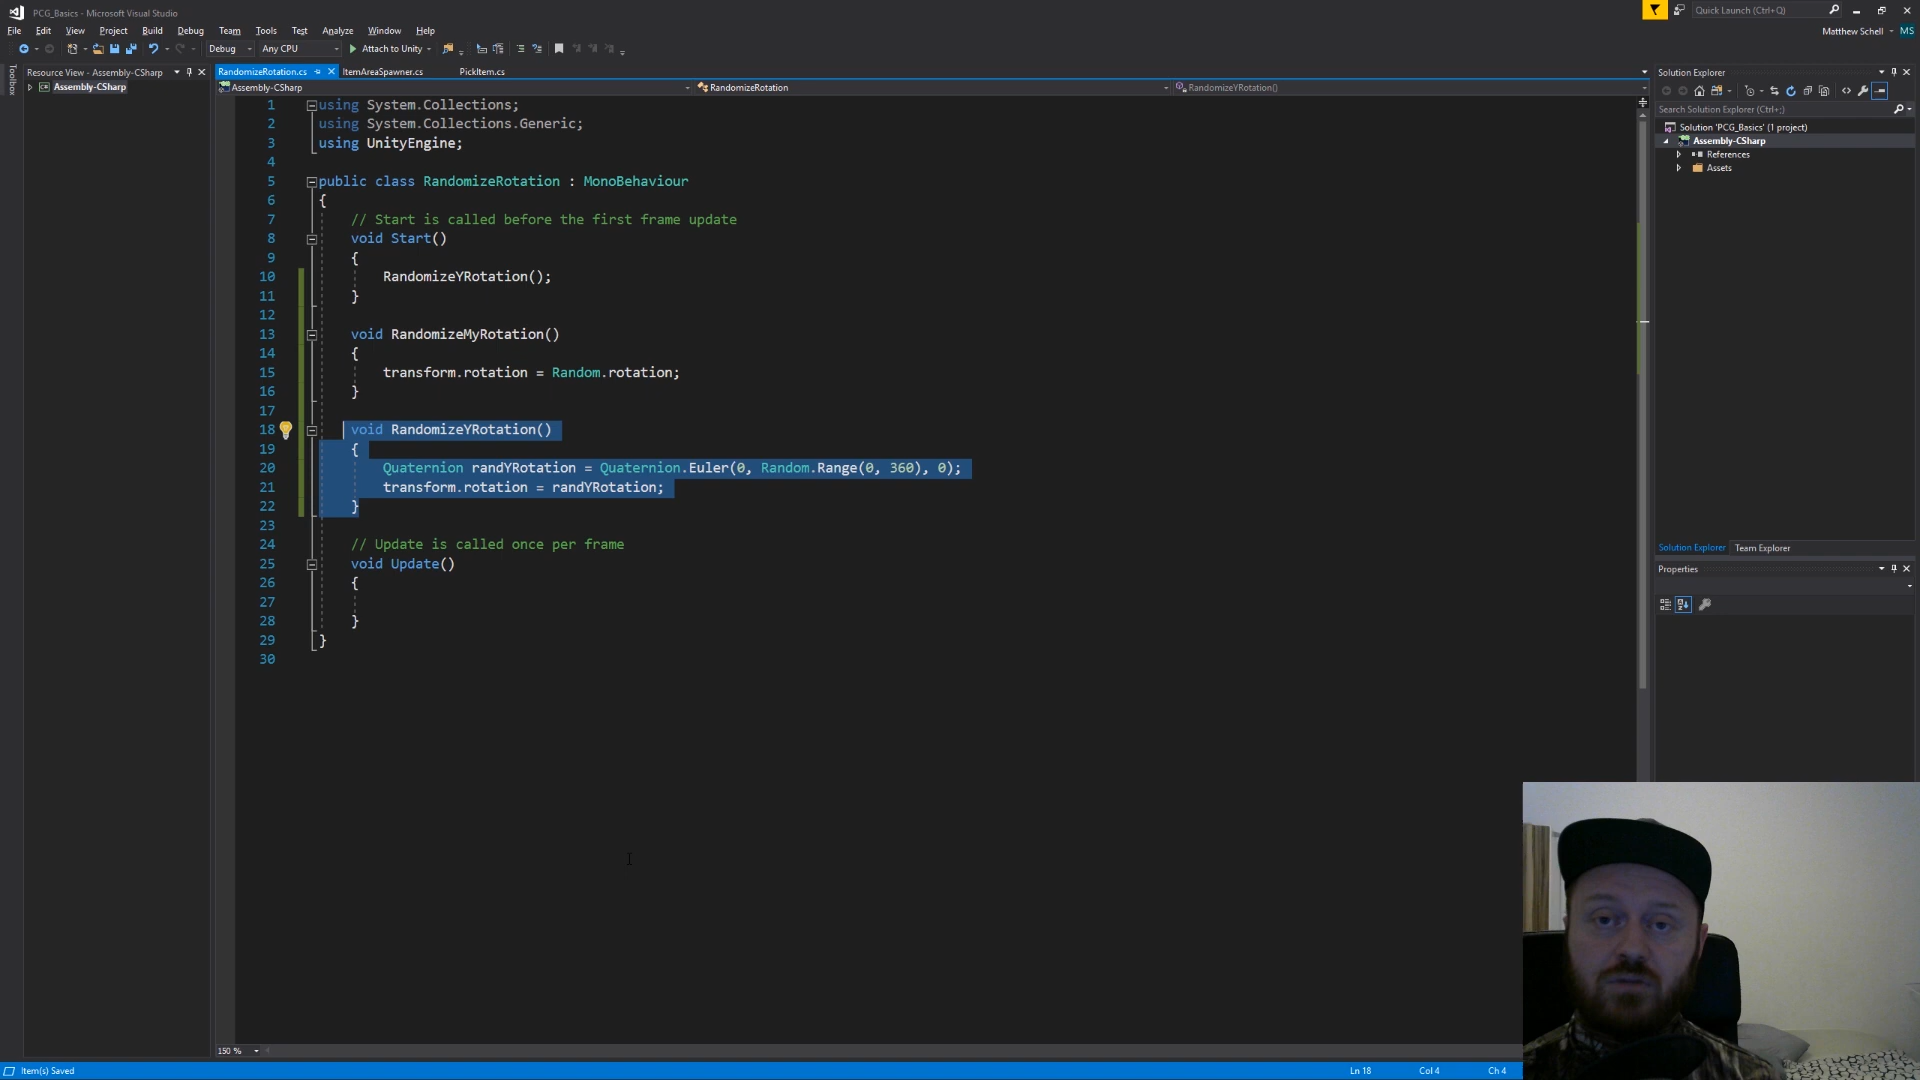 PCG_Basics - Microsoft Visual Studio
Quick Launch (Ctrl+Q)
File Edit View Project Build Debug Team Tools Test Analyze Window Help
Matthew Schell MS
Debug Any CPU Attach to Unity
Toolbox
Resource View - Assembly-CSharp
Assembly-CSharp
RandomizeRotation.cs ItemAreaSpawner.cs PickItem.cs
Assembly-CSharp RandomizeRotation RandomizeYRotation()
1 using System.Collections;
2 using System.Collections.Generic;
3 using UnityEngine;
4
5 public class RandomizeRotation : MonoBehaviour
6 {
7 // Start is called before the first frame update
8 void Start()
9 {
10 RandomizeYRotation();
11 }
12
13 void RandomizeMyRotation()
14 {
15 transform.rotation = Random.rotation;
16 }
17
18 void RandomizeYRotation()
19 {
20 Quaternion randYRotation = Quaternion.Euler(0, Random.Range(0, 360), 0);
21 transform.rotation = randYRotation;
22 }
23
24 // Update is called once per frame
25 void Update()
26 {
27
28 }
29 }
30
150 %
Solution Explorer
Search Solution Explorer (Ctrl+;)
Solution 'PCG_Basics' (1 project)
Assembly-CSharp
References
Assets
Solution Explorer Team Explorer
Properties
Item(s) Saved Ln 18 Col 4 Ch 4